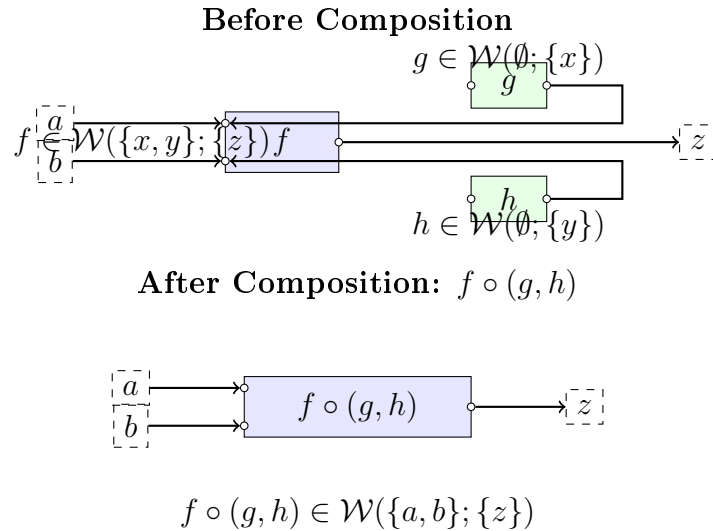 Before Composition
g ∈ 𝒲(∅; {x})
g
a
f ∈ 𝒲({x, y}; {z})
f
z
b
h
h ∈ 𝒲(∅; {y})
After Composition: f ∘ (g, h)
a
f ∘ (g, h)
z
b
f ∘ (g, h) ∈ 𝒲({a, b}; {z})